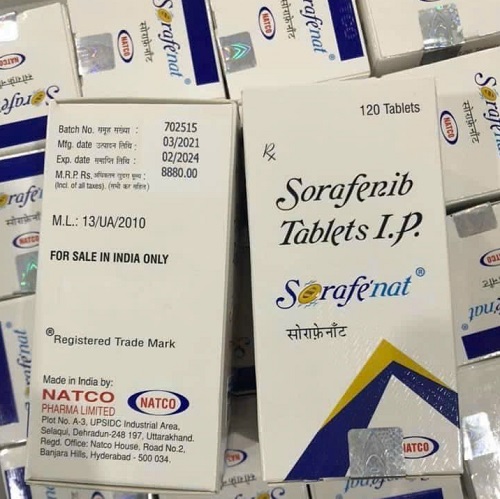 Batch No. समूह संख्या : 702515
Mfg. date उत्पादन तिथि : 03/2021
Exp. date समाप्ति तिथि : 02/2024
M.R.P. Rs. अधिकतम खुदरा मूल्य : 8880.00
(Incl. of all taxes). (सभी कर सहित)
M.L.: 13/UA/2010
FOR SALE IN INDIA ONLY
®Registered Trade Mark
Made in India by:
NATCO
PHARMA LIMITED
NATCO
Plot No. A-3, UPSIDC Industrial Area,
Selaqui, Dehradun-248 197, Uttarakhand.
Regd. Office: Natco House, Road No.2,
Banjara Hills, Hyderabad - 500 034.
120 Tablets
Rx
Sorafenib
Tablets I.P.
Sorafenat®
सोराफ़ेनॅट
NATCO
NATCO
Sorafenat
NATCO
Sorafenat
सोराफ़ेनॅट
NATCO
Sorafenat